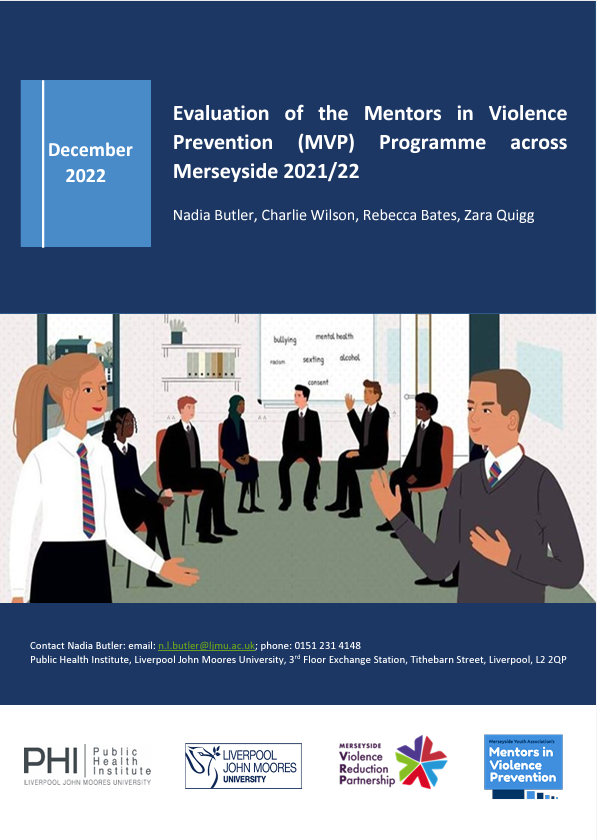 December
2022
Evaluation of the Mentors in Violence
Prevention (MVP) Programme across
Merseyside 2021/22
Nadia Butler, Charlie Wilson, Rebecca Bates, Zara Quigg
bullying
mental health
racism
sexting
alcohol
consent
Contact Nadia Butler: email: n.l.butler@ljmu.ac.uk; phone: 0151 231 4148
Public Health Institute, Liverpool John Moores University, 3rd Floor Exchange Station, Tithebarn Street, Liverpool, L2 2QP
PHI
Public
Health
Institute
LIVERPOOL JOHN MOORES UNIVERSITY
LIVERPOOL
JOHN MOORES
UNIVERSITY
MERSEYSIDE
Violence
Reduction
Partnership
Merseyside Youth Association's
Mentors in
Violence
Prevention